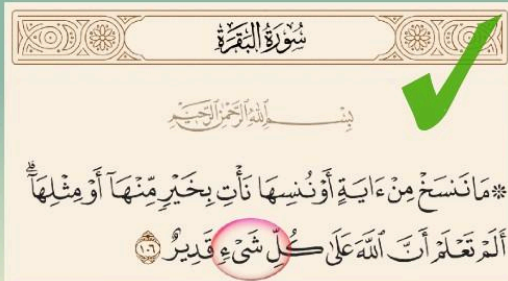 سُورَةُ البَقَرَةِ
بِسْمِ اللَّهِ الرَّحْمَٰنِ الرَّحِيمِ
۞مَا نَنسَخْ مِنْ ءَايَةٍ أَوْ نُنسِهَا نَأْتِ بِخَيْرٍ مِّنْهَآ أَوْ مِثْلِهَآۗ
أَلَمْ تَعْلَمْ أَنَّ ٱللَّهَ عَلَىٰ كُلِّ شَىْءٍ قَدِيرٌ ١٠٦